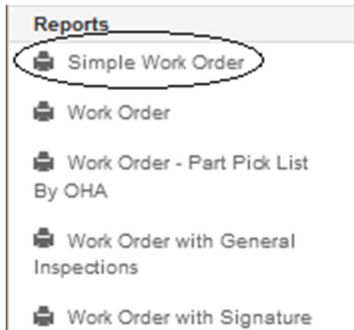 Reports
Simple Work Order
Work Order
Work Order - Part Pick List
By OHA
Work Order with General
Inspections
Work Order with Signature